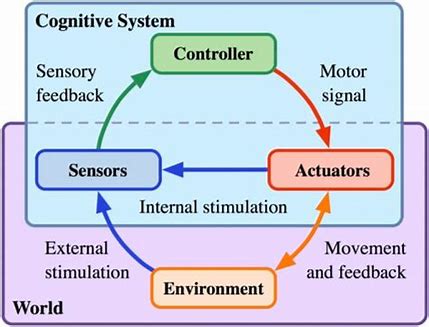 Cognitive System
Controller
Sensory
feedback
Motor
signal
Sensors
Actuators
Internal stimulation
External
stimulation
Movement
and feedback
Environment
World